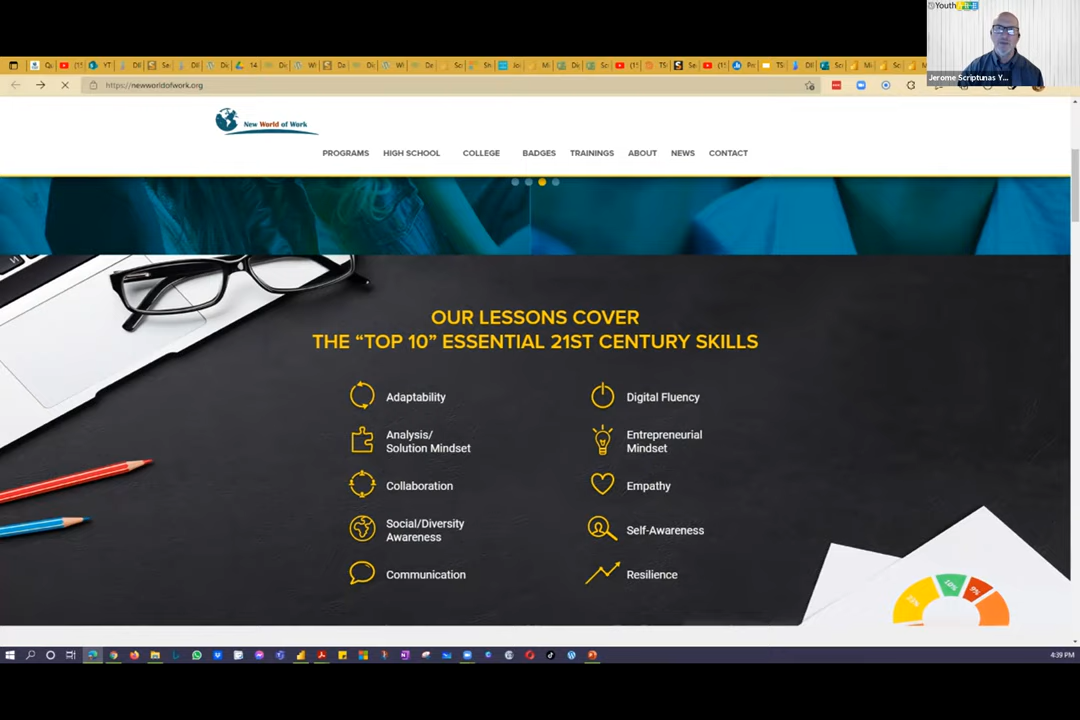 Youth
Jerome Scriptunas Y...
https://newworldofwork.org
New World of Work
PROGRAMS HIGH SCHOOL COLLEGE BADGES TRAININGS ABOUT NEWS CONTACT
OUR LESSONS COVER
THE “TOP 10” ESSENTIAL 21ST CENTURY SKILLS
Adaptability
Digital Fluency
Analysis/
Solution Mindset
Entrepreneurial
Mindset
Collaboration
Empathy
Social/Diversity
Awareness
Self-Awareness
Communication
Resilience
4:39 PM